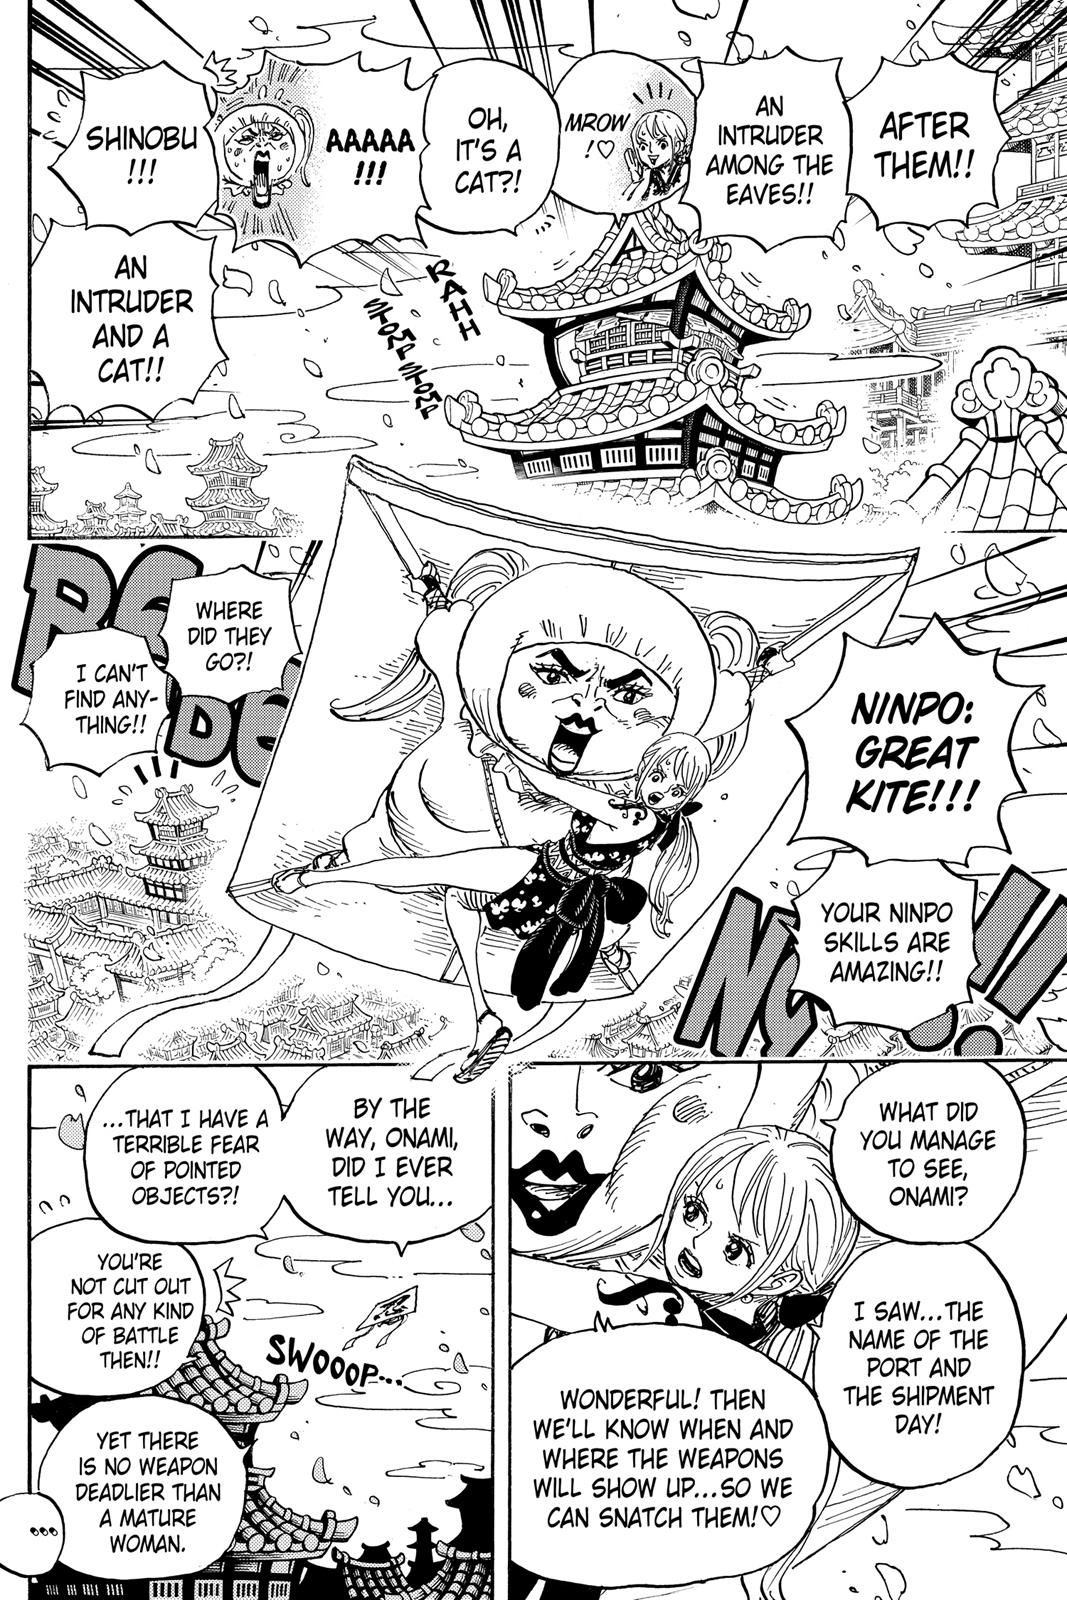 AFTER
THEM!!
AN
INTRUDER
AMONG THE
EAVES!!
MROW
!♡
OH,
IT'S A
CAT?!
AAAAA
!!!
SHINOBU
!!!
AN
INTRUDER
AND A
CAT!!
RAHH
STOMP STOMP
NINPO:
GREAT
KITE!!!
YOUR NINPO
SKILLS ARE
AMAZING!!
WHERE
DID THEY
GO?!
I CAN'T
FIND ANY-
THING!!
WHAT DID
YOU MANAGE
TO SEE,
ONAMI?
I SAW...THE
NAME OF THE
PORT AND
THE SHIPMENT
DAY!
WONDERFUL! THEN
WE'LL KNOW WHEN AND
WHERE THE WEAPONS
WILL SHOW UP...SO WE
CAN SNATCH THEM!♡
BY THE
WAY, ONAMI,
DID I EVER
TELL YOU...
...THAT I HAVE A
TERRIBLE FEAR
OF POINTED
OBJECTS?!
YOU'RE
NOT CUT OUT
FOR ANY KIND
OF BATTLE
THEN!!
SWOOOP...
YET THERE
IS NO WEAPON
DEADLIER THAN
A MATURE
WOMAN.
...